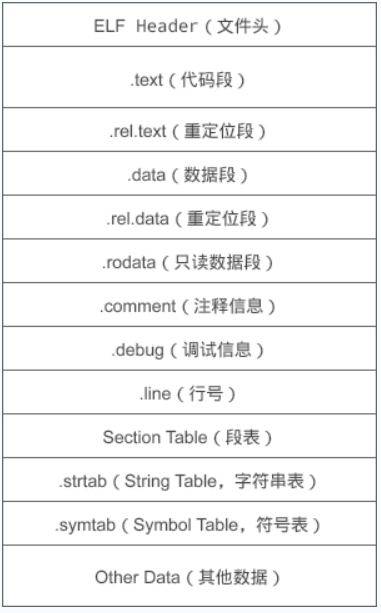 ELF Header（文件头）
.text（代码段）
.rel.text（重定位段）
.data（数据段）
.rel.data（重定位段）
.rodata（只读数据段）
.comment（注释信息）
.debug（调试信息）
.line（行号）
Section Table（段表）
.strtab（String Table，字符串表）
.symtab（Symbol Table，符号表）
Other Data（其他数据）